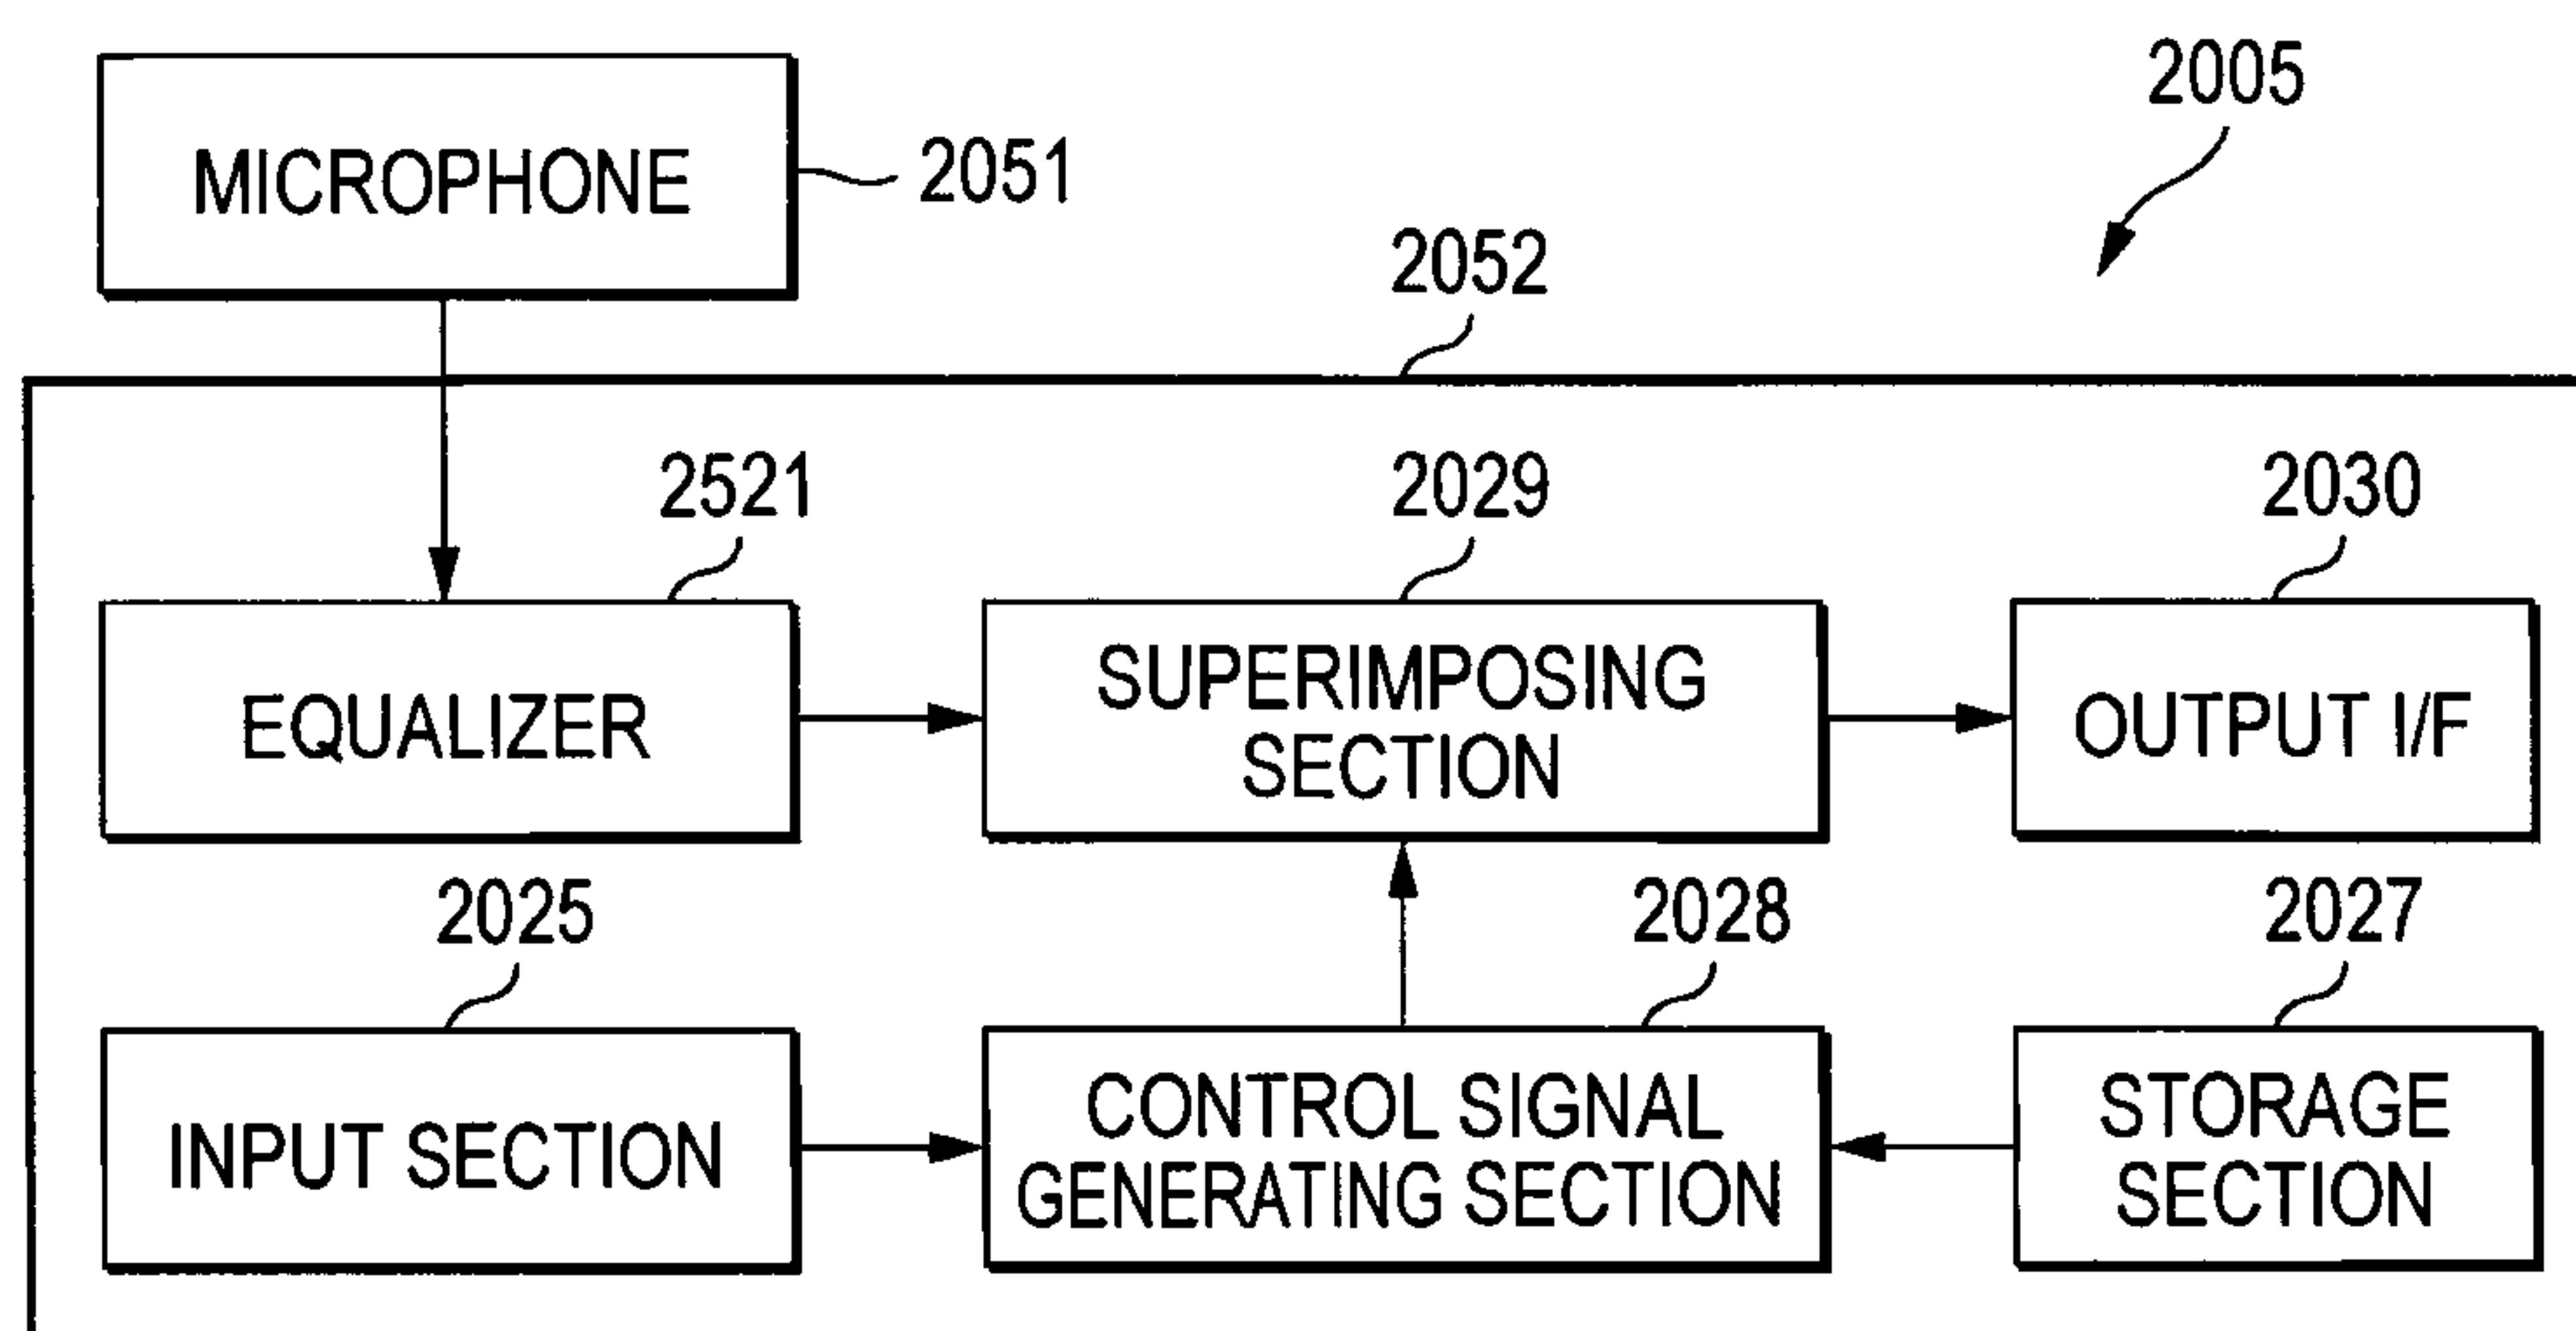 2005
MICROPHONE
2051
2052
2521
2029
2030
EQUALIZER
SUPERIMPOSING
SECTION
OUTPUT I/F
2025
2028
2027
INPUT SECTION
CONTROL SIGNAL
GENERATING SECTION
STORAGE
SECTION